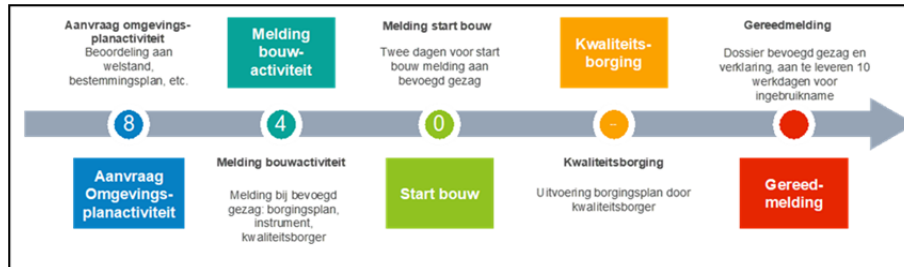 Aanvraag omgevings-
planactiviteit
Beoordeling aan
welstand,
bestemmingsplan, etc.
Melding
bouw-
activiteit
Melding start bouw
Twee dagen voor start
bouw melding aan
bevoegd gezag
Kwaliteits-
borging
Gereedmelding
Dossier bevoegd gezag en
verklaring, aan te leveren 10
werkdagen voor
ingebruikname
8
4
0
-
Aanvraag
Omgevings-
planactiviteit
Melding bouwactiviteit
Melding bij bevoegd
gezag: borgingsplan,
instrument,
kwaliteitsborger
Start bouw
Kwaliteitsborging
Uitvoering borgingsplan door
kwaliteitsborger
Gereed-
melding